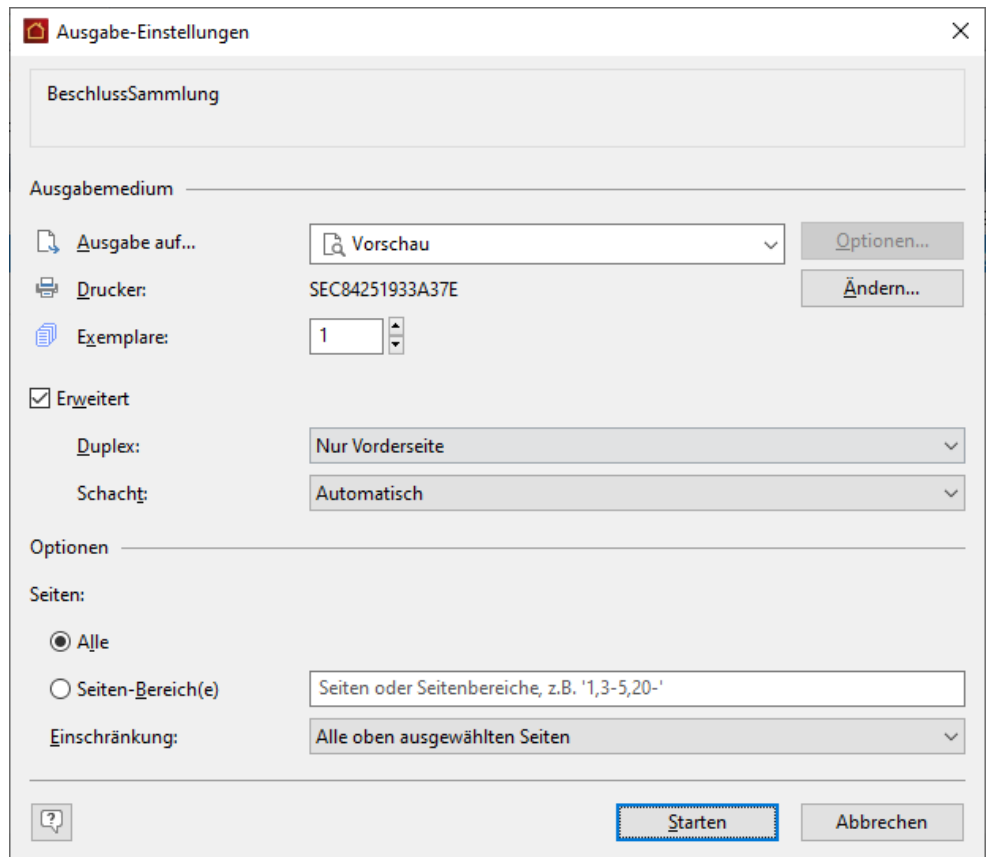 Ausgabe-Einstellungen
BeschlussSammlung
Ausgabemedium
Ausgabe auf... Vorschau Optionen...
Drucker: SEC84251933A37E Ändern...
Exemplare: 1
Erweitert
Duplex: Nur Vorderseite
Schacht: Automatisch
Optionen
Seiten:
Alle
Seiten-Bereich(e) Seiten oder Seitenbereiche, z.B. '1,3-5,20-'
Einschränkung: Alle oben ausgewählten Seiten
Starten Abbrechen